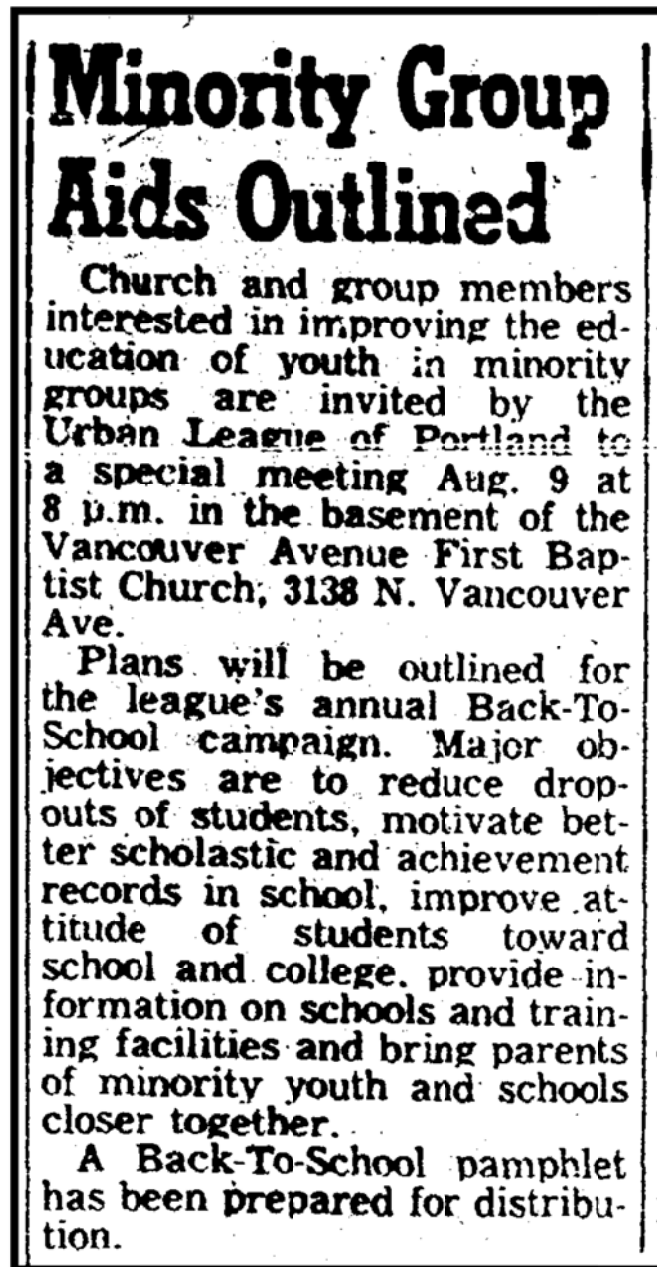 Minority Group
Aids Outlined
Church and group members
interested in improving the ed-
ucation of youth in minority
groups are invited by the
Urban League of Portland to
a special meeting Aug. 9 at
8 p.m. in the basement of the
Vancouver Avenue First Bap-
tist Church, 3138 N. Vancouver
Ave.
Plans will be outlined for
the league's annual Back-To-
School campaign. Major ob-
jectives are to reduce drop-
outs of students, motivate bet-
ter scholastic and achievement
records in school, improve at-
titude of students toward
school and college, provide in-
formation on schools and train-
ing facilities and bring parents
of minority youth and schools
closer together.
A Back-To-School pamphlet
has been prepared for distribu-
tion.